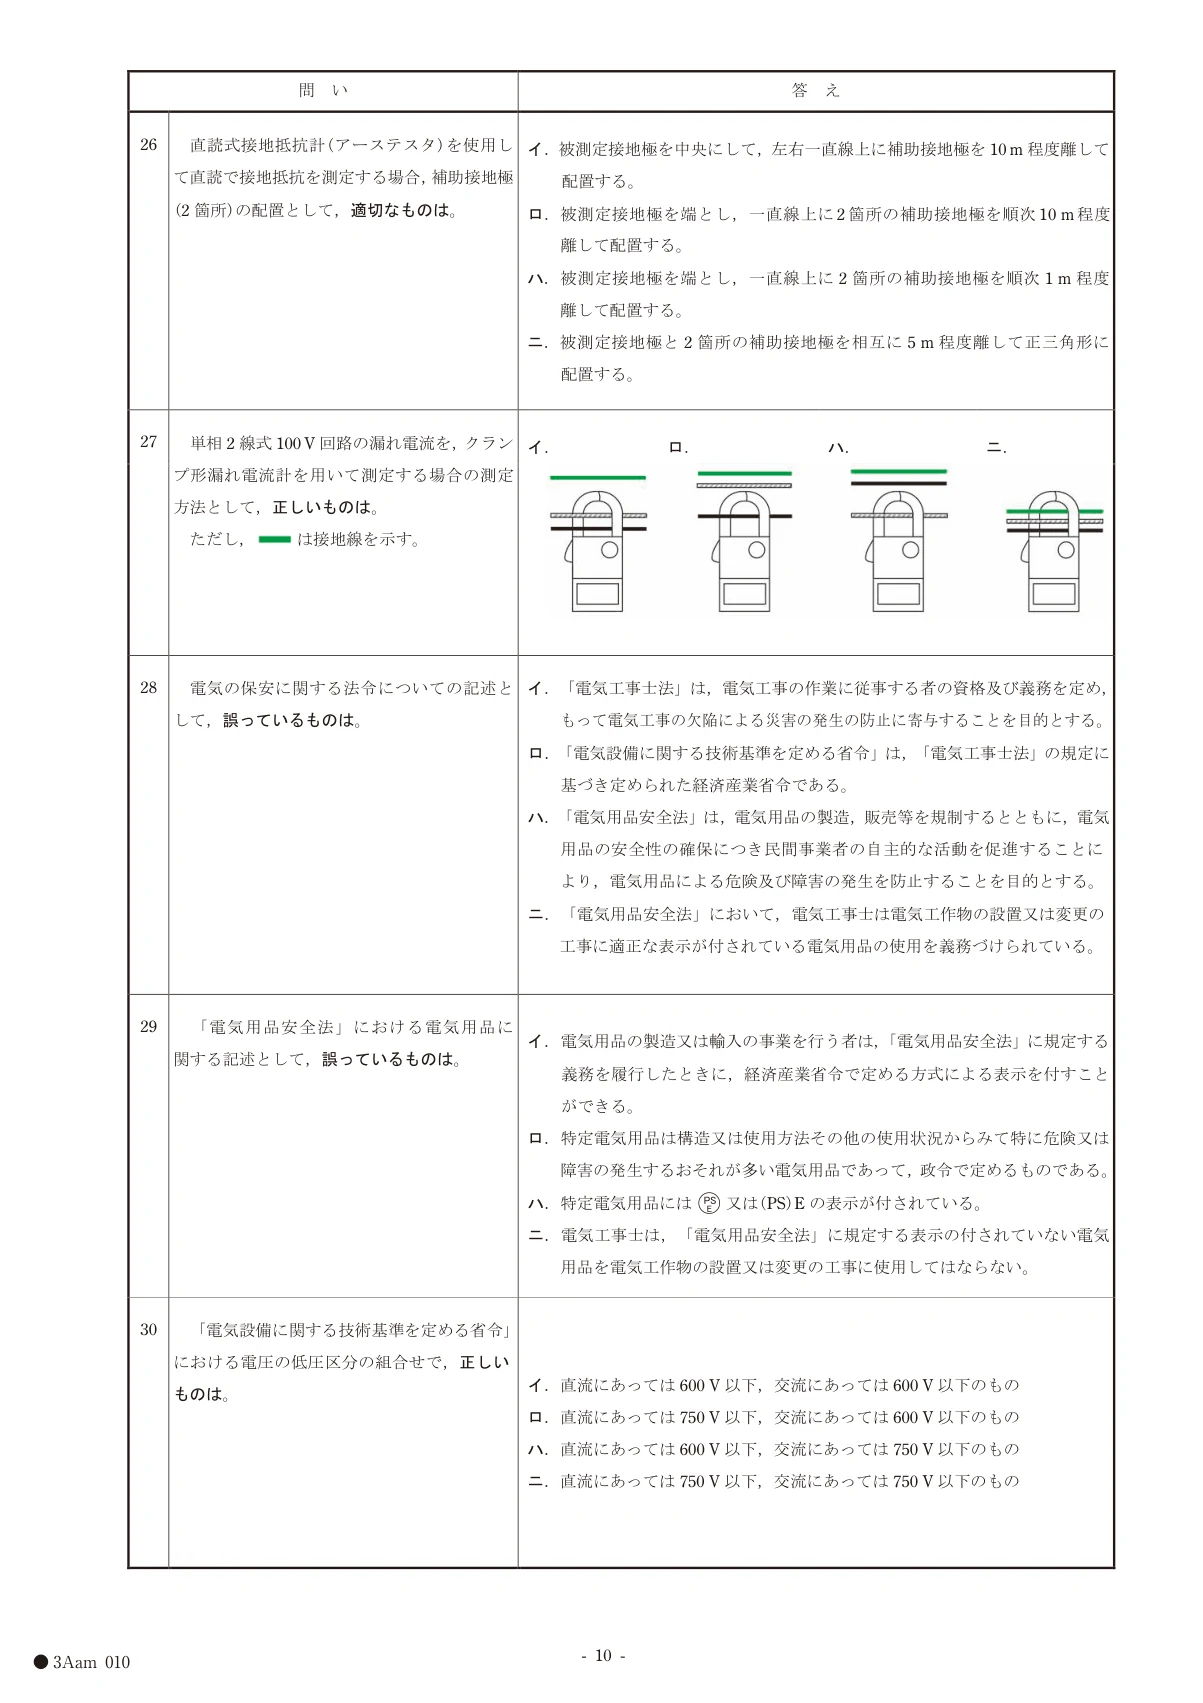 問　い
答　え
26
直読式接地抵抗計(アーステスタ)を使用し
て直読で接地抵抗を測定する場合，補助接地極
(2 箇所)の配置として，適切なものは。
イ．被測定接地極を中央にして，左右一直線上に補助接地極を 10 m 程度離して
配置する。
ロ．被測定接地極を端とし，一直線上に 2 箇所の補助接地極を順次 10 m 程度
離して配置する。
ハ．被測定接地極を端とし，一直線上に 2 箇所の補助接地極を順次 1 m 程度
離して配置する。
ニ．被測定接地極と 2 箇所の補助接地極を相互に 5 m 程度離して正三角形に
配置する。
27
単相 2 線式 100 V 回路の漏れ電流を，クラン
プ形漏れ電流計を用いて測定する場合の測定
方法として，正しいものは。
ただし，　　は接地線を示す。
イ．
ロ．
ハ．
ニ．
28
電気の保安に関する法令についての記述と
して，誤っているものは。
イ．「電気工事士法」は，電気工事の作業に従事する者の資格及び義務を定め，
もって電気工事の欠陥による災害の発生の防止に寄与することを目的とする。
ロ．「電気設備に関する技術基準を定める省令」は，「電気工事士法」の規定に
基づき定められた経済産業省令である。
ハ．「電気用品安全法」は，電気用品の製造，販売等を規制するとともに，電気
用品の安全性の確保につき民間事業者の自主的な活動を促進することに
より，電気用品による危険及び障害の発生を防止することを目的とする。
ニ．「電気用品安全法」において，電気工事士は電気工作物の設置又は変更の
工事に適正な表示が付されている電気用品の使用を義務づけられている。
29
「電気用品安全法」における電気用品に
関する記述として，誤っているものは。
イ．電気用品の製造又は輸入の事業を行う者は，「電気用品安全法」に規定する
義務を履行したときに，経済産業省令で定める方式による表示を付すこと
ができる。
ロ．特定電気用品は構造又は使用方法その他の使用状況からみて特に危険又は
障害の発生するおそれが多い電気用品であって，政令で定めるものである。
ハ．特定電気用品には PSE 又は(PS)E の表示が付されている。
ニ．電気工事士は，「電気用品安全法」に規定する表示の付されていない電気
用品を電気工作物の設置又は変更の工事に使用してはならない。
30
「電気設備に関する技術基準を定める省令」
における電圧の低圧区分の組合せで，正しい
ものは。
イ．直流にあっては 600 V 以下，交流にあっては 600 V 以下のもの
ロ．直流にあっては 750 V 以下，交流にあっては 600 V 以下のもの
ハ．直流にあっては 600 V 以下，交流にあっては 750 V 以下のもの
ニ．直流にあっては 750 V 以下，交流にあっては 750 V 以下のもの
- 10 -
●3Aam 010